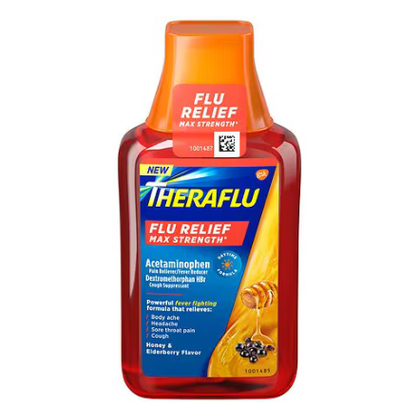 FLU
RELIEF
MAX STRENGTH*
1001487
NEW
THERAFLU
gsk
FLU RELIEF
MAX STRENGTH*
Acetaminophen
Pain Reliever/Fever Reducer
Dextromethorphan HBr
Cough Suppressant
DAYTIME
FORMULA
Powerful fever fighting
formula that relieves:
• Body ache
• Headache
• Sore throat pain
• Cough
Honey &
Elderberry Flavor
1001485